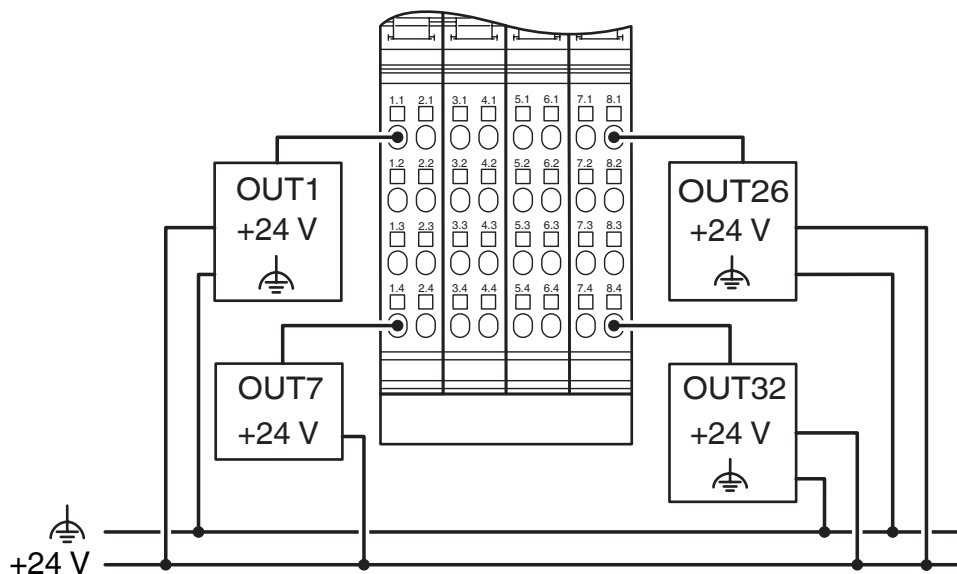 1.1 2.1 3.1 4.1 5.1 6.1 7.1 8.1
1.2 2.2 3.2 4.2 5.2 6.2 7.2 8.2
OUT1
+24 V
OUT26
+24 V
1.3 2.3 3.3 4.3 5.3 6.3 7.3 8.3
1.4 2.4 3.4 4.4 5.4 6.4 7.4 8.4
OUT7
+24 V
OUT32
+24 V
+24 V